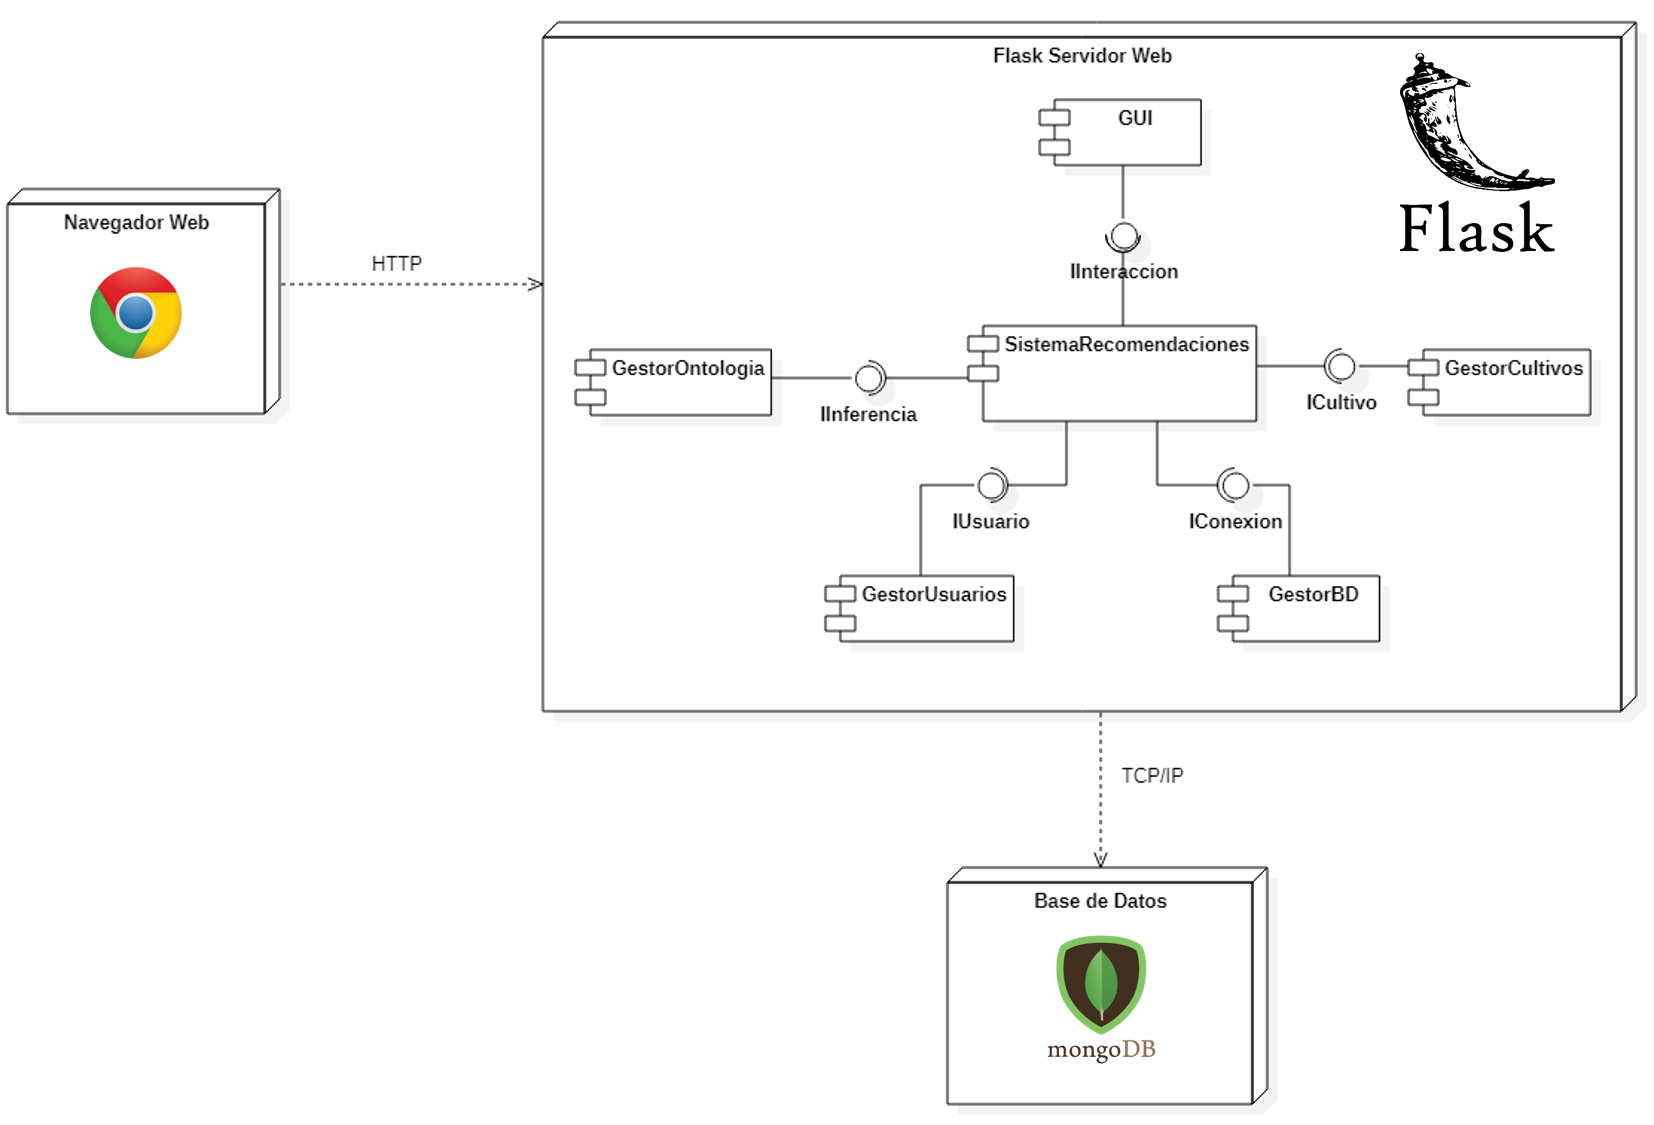 Flask Servidor Web
GUI
Flask
Navegador Web
HTTP
IInteraccion
SistemaRecomendaciones
GestorOntologia
GestorCultivos
IInferencia
ICultivo
IUsuario
IConexion
GestorUsuarios
GestorBD
TCP/IP
Base de Datos
mongoDB